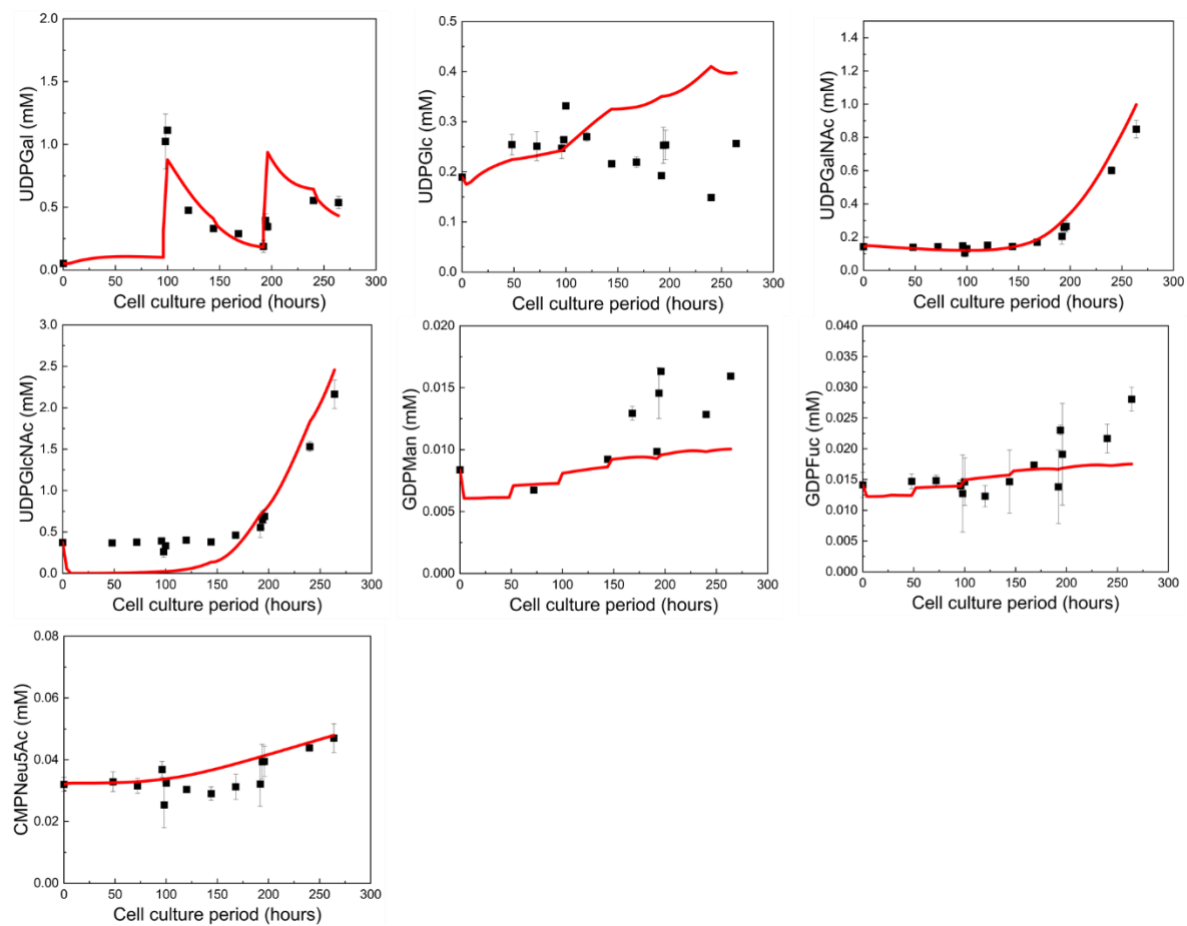 UDPGal (mM)
2.0
1.5
1.0
0.5
0.0
0 50 100 150 200 250 300
Cell culture period (hours)
UDPGlc (mM)
0.5
0.4
0.3
0.2
0.1
0.0
0 50 100 150 200 250 300
Cell culture period (hours)
UDPGalNAc (mM)
1.4
1.2
1.0
0.8
0.6
0.4
0.2
0.0
0 50 100 150 200 250 300
Cell culture period (hours)
UDPGlcNAc (mM)
3.0
2.5
2.0
1.5
1.0
0.5
0.0
0 50 100 150 200 250 300
Cell culture period (hours)
GDPMan (mM)
0.020
0.015
0.010
0.005
0.000
0 50 100 150 200 250 300
Cell culture period (hours)
GDPFuc (mM)
0.040
0.035
0.030
0.025
0.020
0.015
0.010
0.005
0.000
0 50 100 150 200 250 300
Cell culture period (hours)
CMPNeu5Ac (mM)
0.08
0.06
0.04
0.02
0.00
0 50 100 150 200 250 300
Cell culture period (hours)